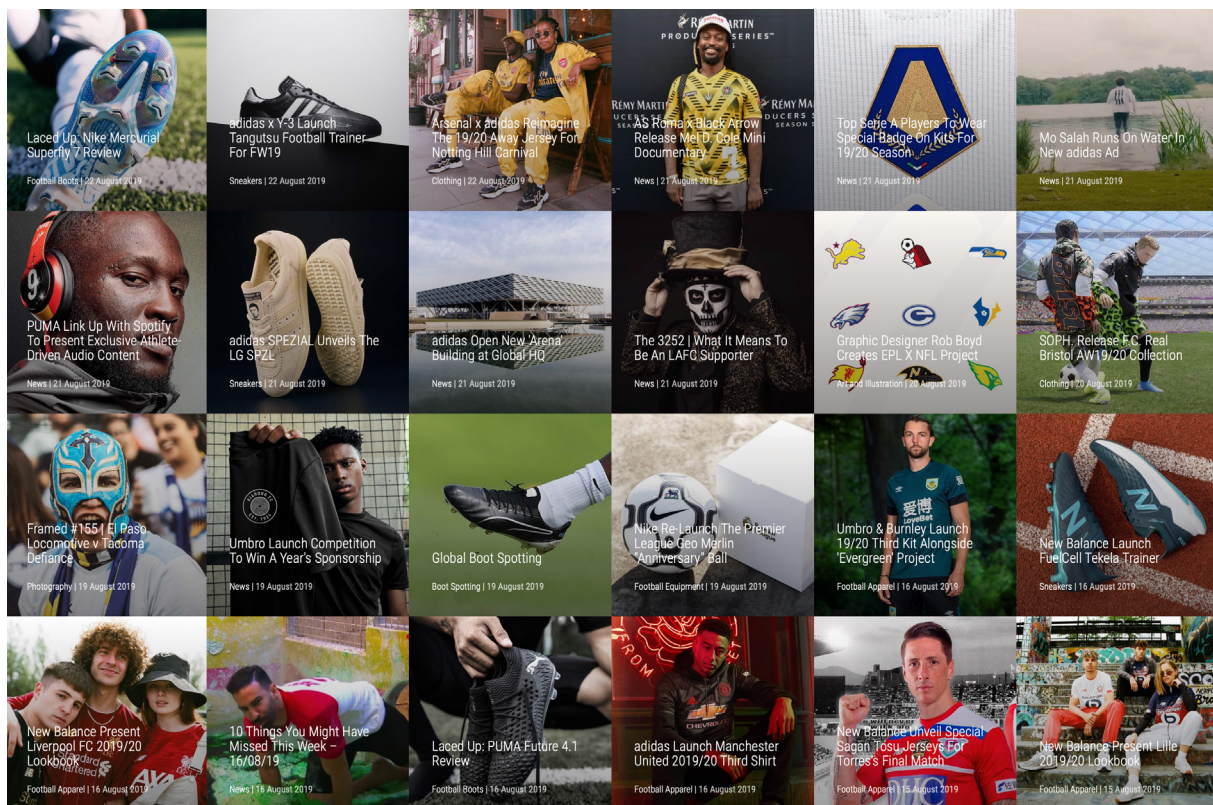 RÉMY MARTIN
PRODUCERS SERIES™
Laced Up: Nike Mercurial
Superfly 7 Review
Football Boots | 22 August 2019
adidas x Y-3 Launch
Tangutsu Football Trainer
For FW19
Sneakers | 22 August 2019
Arsenal x adidas Reimagine
The 19/20 Away Jersey For
Notting Hill Carnival
Clothing | 22 August 2019
RÉMY MARTIN
RÉMY MA
AS Roma x Black Arrow
Release Mel D. Cole Mini
Documentary
News | 21 August 2019
Top Serie A Players To Wear
Special Badge On Kits For
19/20 Season
News | 21 August 2019
Mo Salah Runs On Water In
New adidas Ad
News | 21 August 2019
9
PUMA Link Up With Spotify
To Present Exclusive Athlete-
Driven Audio Content
News | 21 August 2019
adidas SPEZIAL Unveils The
LG SPZL
Sneakers | 21 August 2019
adidas Open New 'Arena'
Building at Global HQ
News | 21 August 2019
The 3252 | What It Means To
Be An LAFC Supporter
News | 21 August 2019
Graphic Designer Rob Boyd
Creates EPL X NFL Project
Art and Illustration | 20 August 2019
SOPH. Release F.C. Real
Bristol AW19/20 Collection
Clothing | 20 August 2019
Framed #155 | El Paso
Locomotive v Tacoma
Defiance
Photography | 19 August 2019
Umbro Launch Competition
To Win A Year's Sponsorship
News | 19 August 2019
Global Boot Spotting
Boot Spotting | 19 August 2019
Nike Re-Launch The Premier
League Geo Merlin
"Anniversary" Ball
Football Equipment | 19 August 2019
爱博
LoveBet
Umbro & Burnley Launch
19/20 Third Kit Alongside
'Evergreen' Project
Football Apparel | 16 August 2019
N
New Balance Launch
FuelCell Tekela Trainer
Sneakers | 16 August 2019
New Balance Present
Liverpool FC 2019/20
Lookbook
Football Apparel | 16 August 2019
10 Things You Might Have
Missed This Week –
16/08/19
News | 16 August 2019
Laced Up: PUMA Future 4.1
Review
Football Boots | 16 August 2019
FROM
CHEVROLET
adidas Launch Manchester
United 2019/20 Third Shirt
Football Apparel | 16 August 2019
New Balance Unveil Special
Sagan Tosu Jerseys For
Torres's Final Match
Football Apparel | 15 August 2019
New Balance Present Lille
2019/20 Lookbook
Football Apparel | 15 August 2019